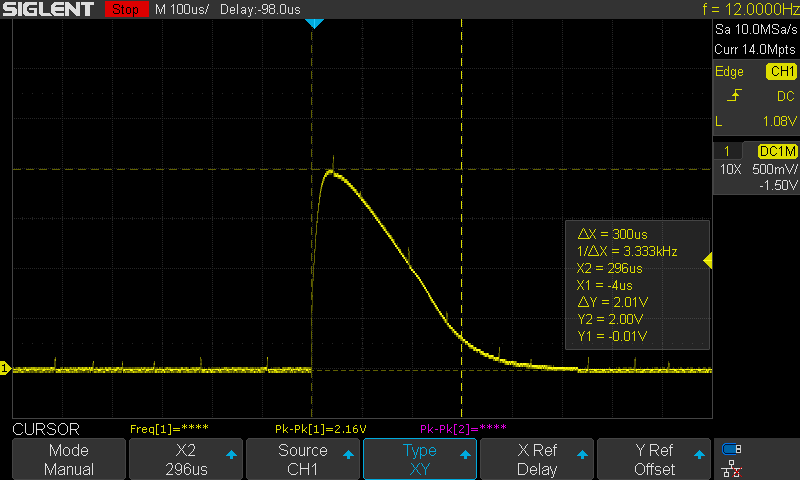 SIGLENT Stop M 100us/ Delay:-98.0us f = 12.0000Hz
Sa 10.0MSa/s
Curr 14.0Mpts
Edge CH1
DC
L 1.08V
1 DC1M
10X 500mV/
-1.50V
ΔX = 300us
1/ΔX = 3.333kHz
X2 = 296us
X1 = -4us
ΔY = 2.01V
Y2 = 2.00V
Y1 = -0.01V
1
CURSOR Freq[1]=**** Pk-Pk[1]=2.16V Pk-Pk[2]=****
Mode X2 Source Type X Ref Y Ref
Manual 296us CH1 XY Delay Offset